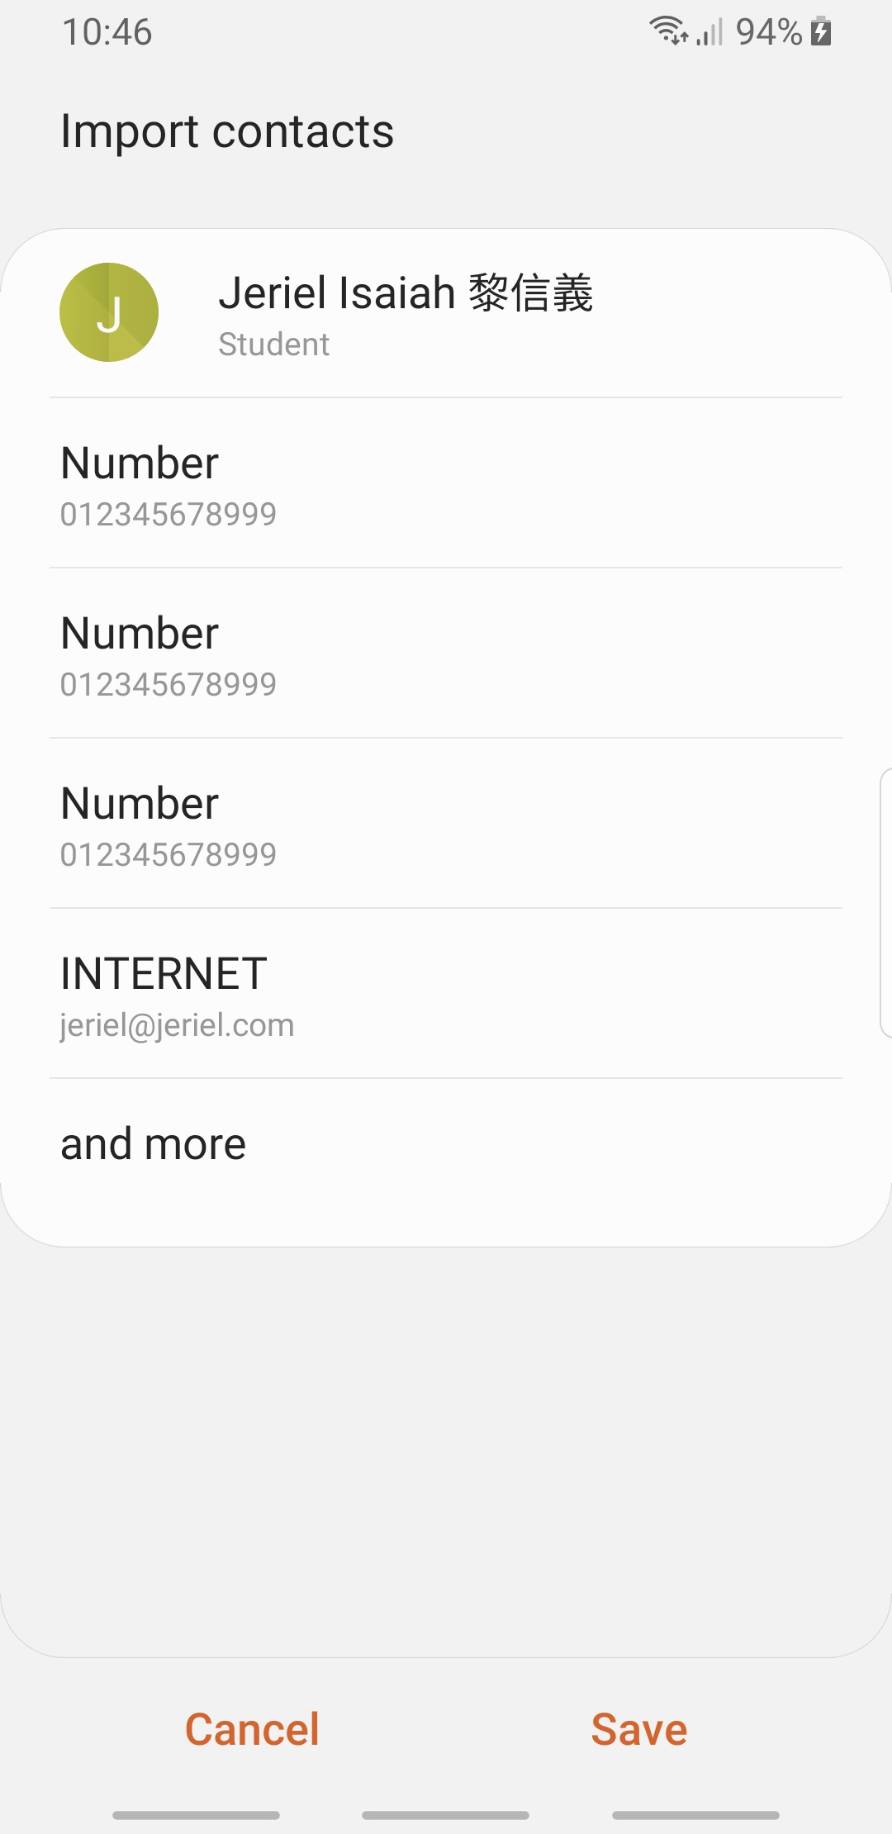 10:46
94%
Import contacts
J
Jeriel Isaiah 黎信義
Student
Number
012345678999
Number
012345678999
Number
012345678999
INTERNET
jeriel@jeriel.com
and more
Cancel
Save